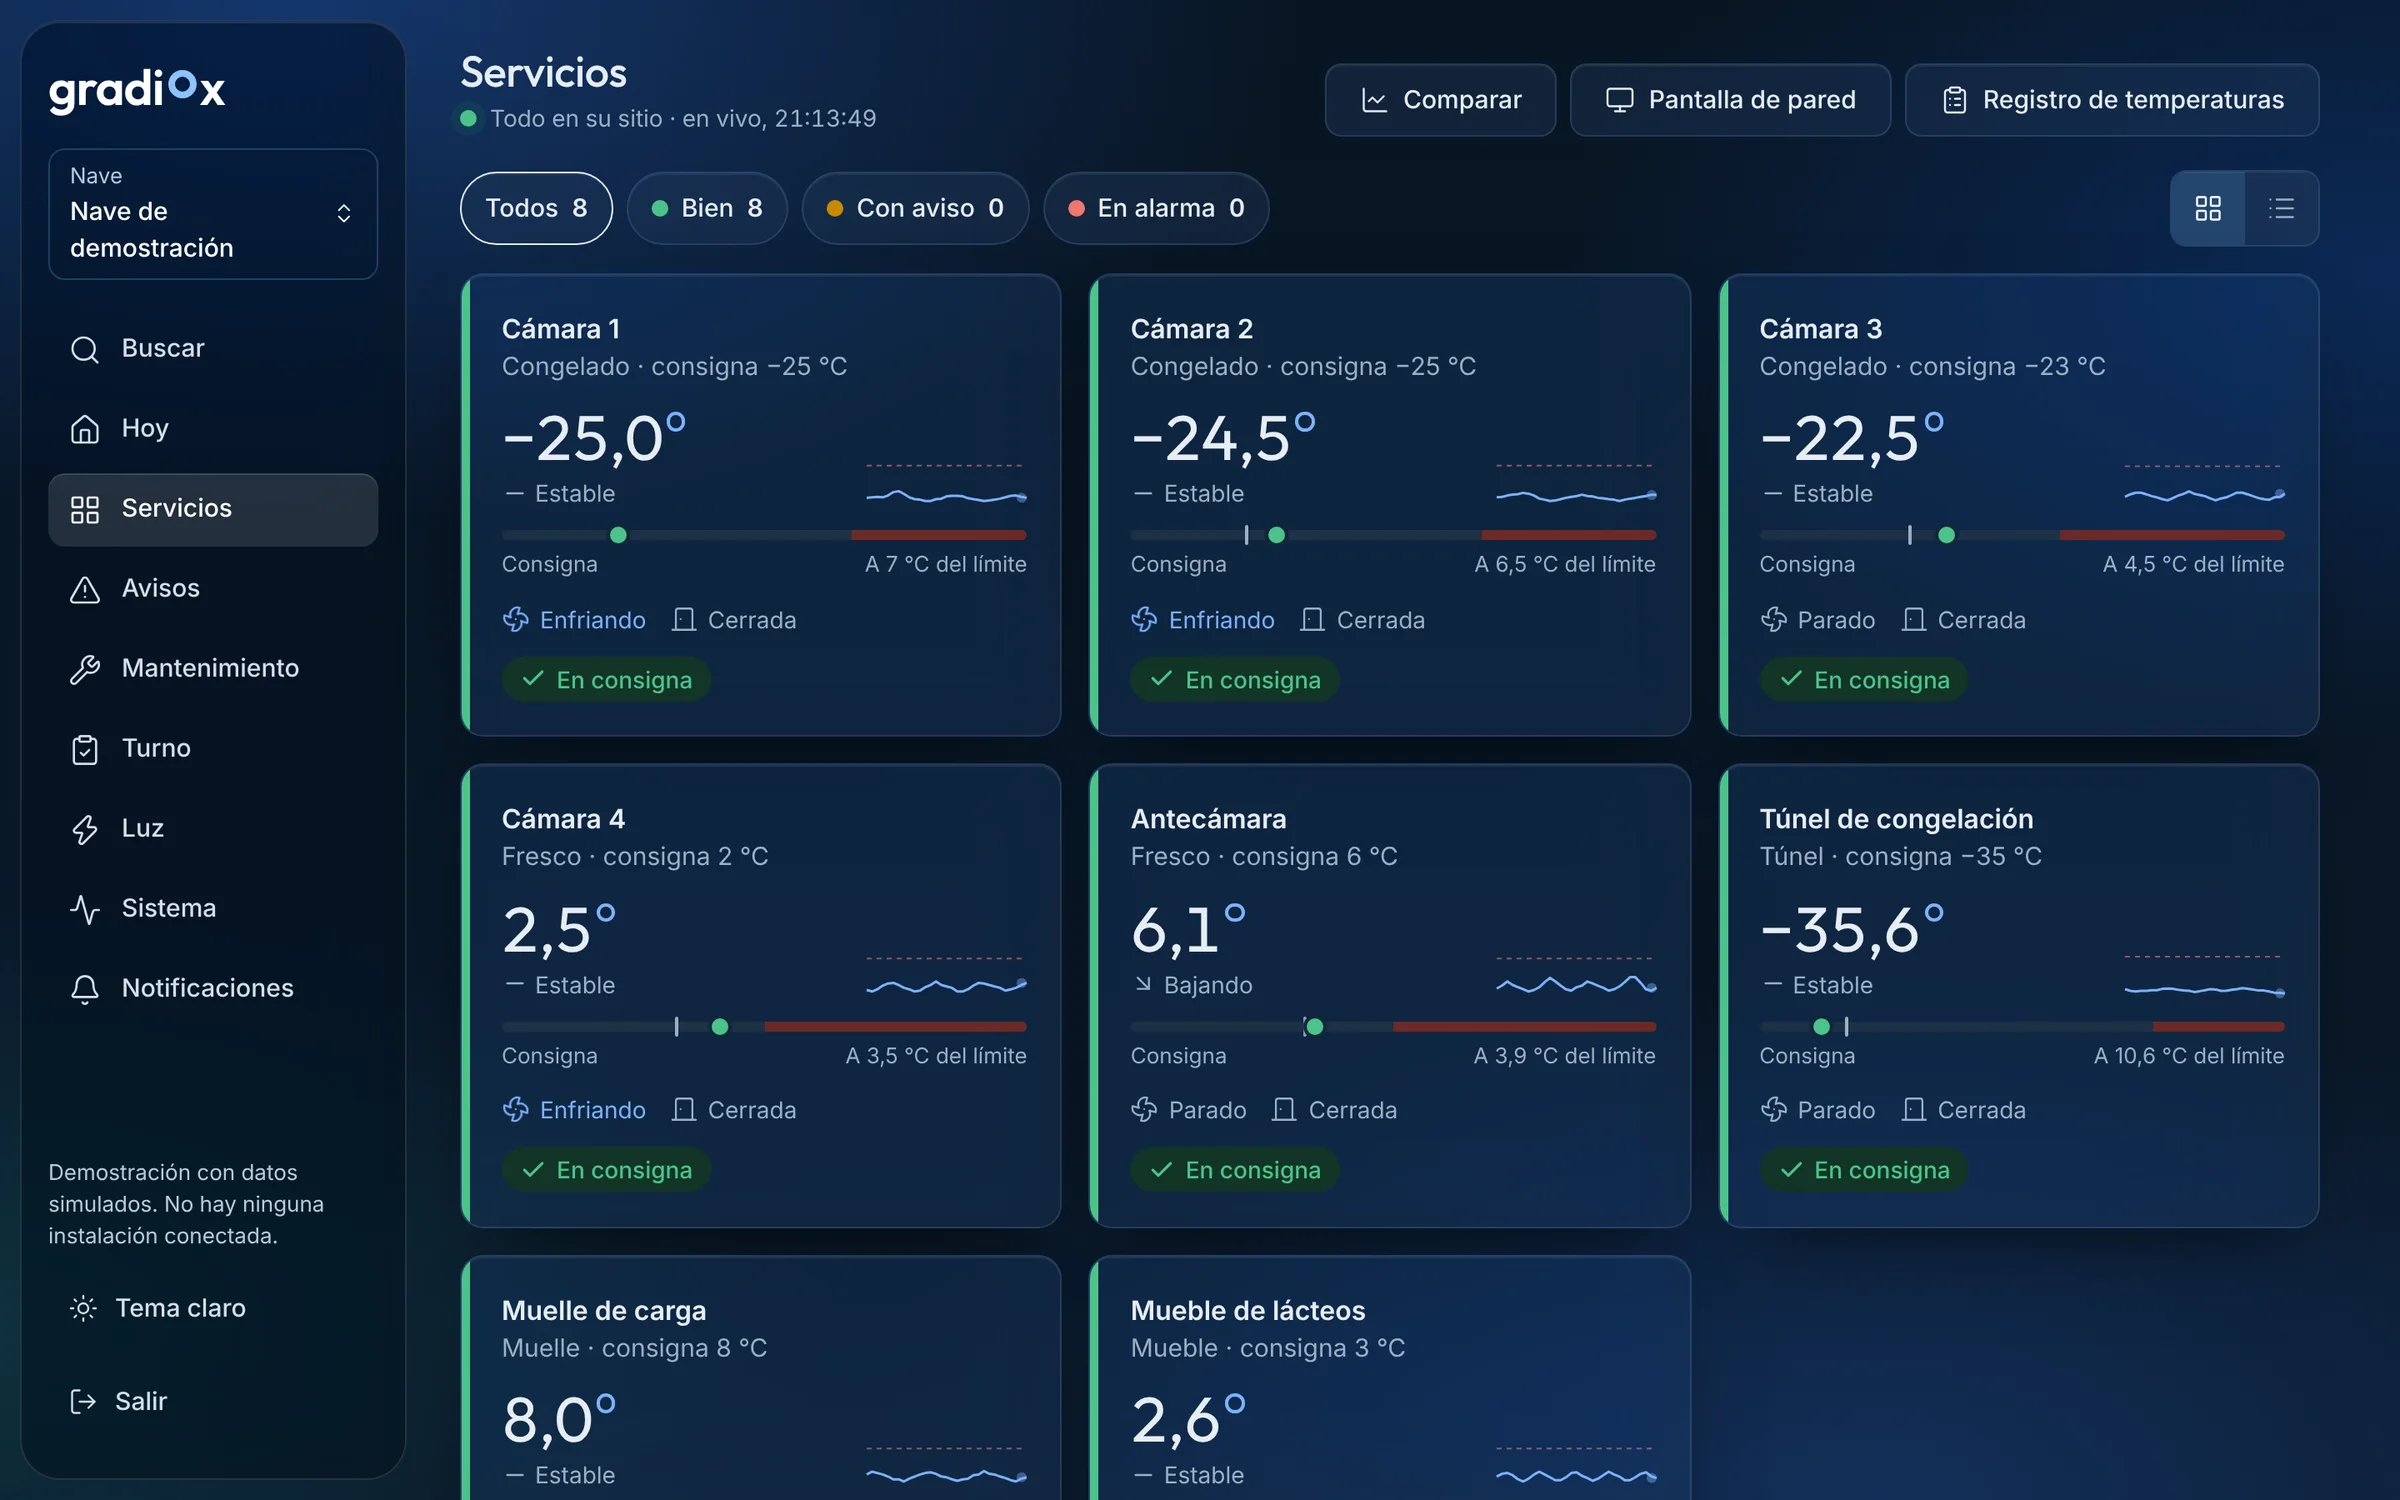 gradiox
Nave
Nave de
demostración
Buscar
Hoy
Servicios
Avisos
Mantenimiento
Turno
Luz
Sistema
Notificaciones
Demostración con datos
simulados. No hay ninguna
instalación conectada.
Tema claro
Salir
Servicios
Todo en su sitio · en vivo, 21:13:49
Comparar
Pantalla de pared
Registro de temperaturas
Todos 8
Bien 8
Con aviso 0
En alarma 0
Cámara 1
Congelado · consigna −25 °C
−25,0°
Estable
Consigna
A 7 °C del límite
Enfriando
Cerrada
En consigna
Cámara 2
Congelado · consigna −25 °C
−24,5°
Estable
Consigna
A 6,5 °C del límite
Enfriando
Cerrada
En consigna
Cámara 3
Congelado · consigna −23 °C
−22,5°
Estable
Consigna
A 4,5 °C del límite
Parado
Cerrada
En consigna
Cámara 4
Fresco · consigna 2 °C
2,5°
Estable
Consigna
A 3,5 °C del límite
Enfriando
Cerrada
En consigna
Antecámara
Fresco · consigna 6 °C
6,1°
Bajando
Consigna
A 3,9 °C del límite
Parado
Cerrada
En consigna
Túnel de congelación
Túnel · consigna −35 °C
−35,6°
Estable
Consigna
A 10,6 °C del límite
Parado
Cerrada
En consigna
Muelle de carga
Muelle · consigna 8 °C
8,0°
Estable
Mueble de lácteos
Mueble · consigna 3 °C
2,6°
Estable